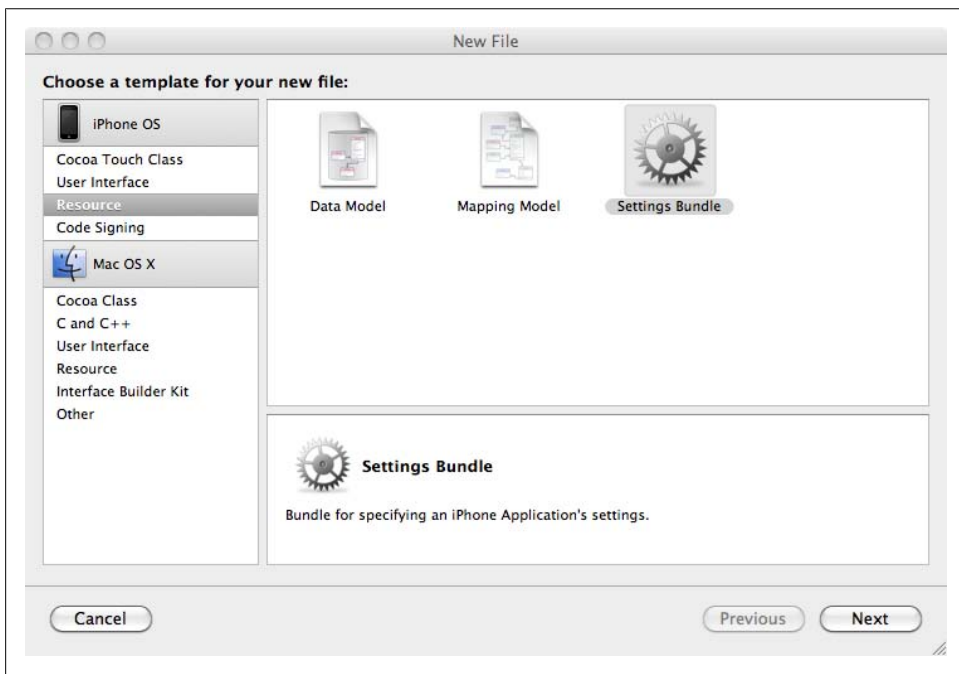 New File
Choose a template for your new file:
iPhone OS
Cocoa Touch Class
User Interface
Resource
Code Signing
Mac OS X
Cocoa Class
C and C++
User Interface
Resource
Interface Builder Kit
Other
Data Model
Mapping Model
Settings Bundle
Settings Bundle
Bundle for specifying an iPhone Application's settings.
Cancel
Previous
Next